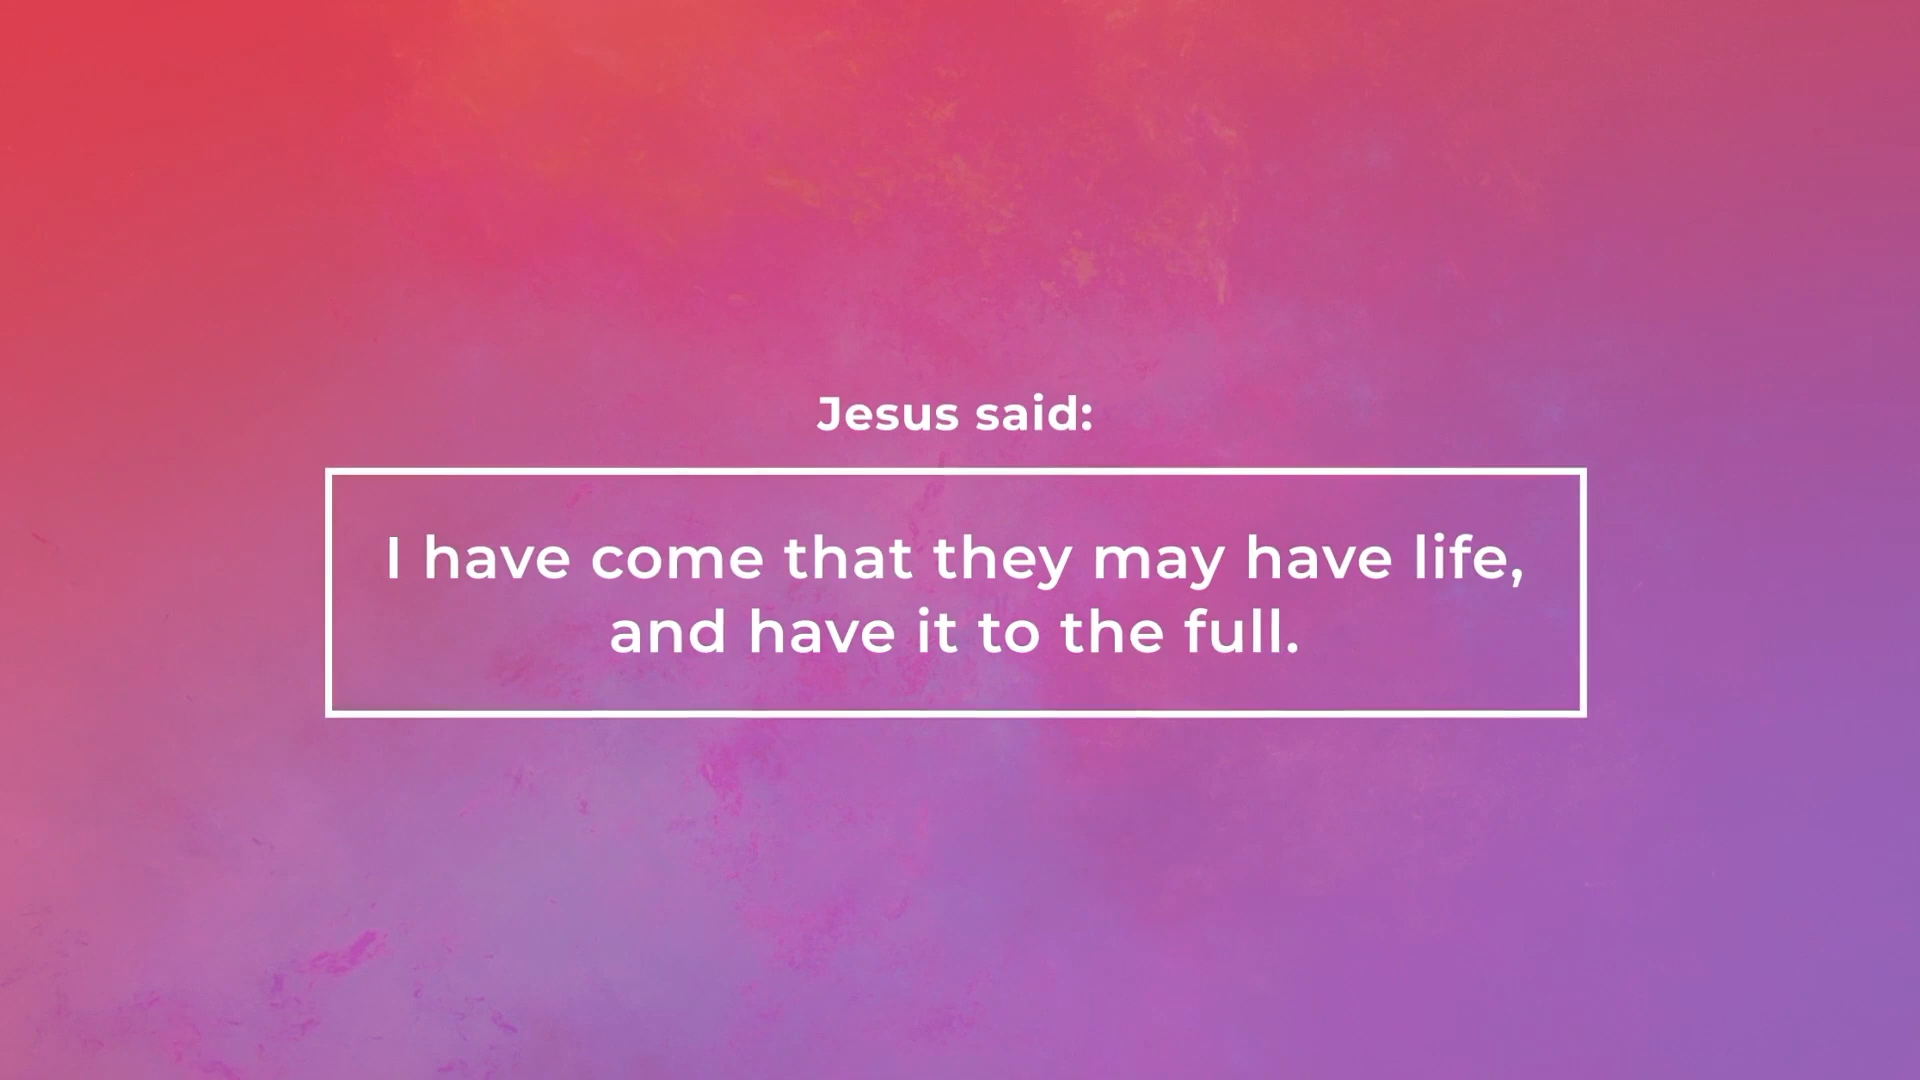 Jesus said:
I have come that they may have life,
and have it to the full.